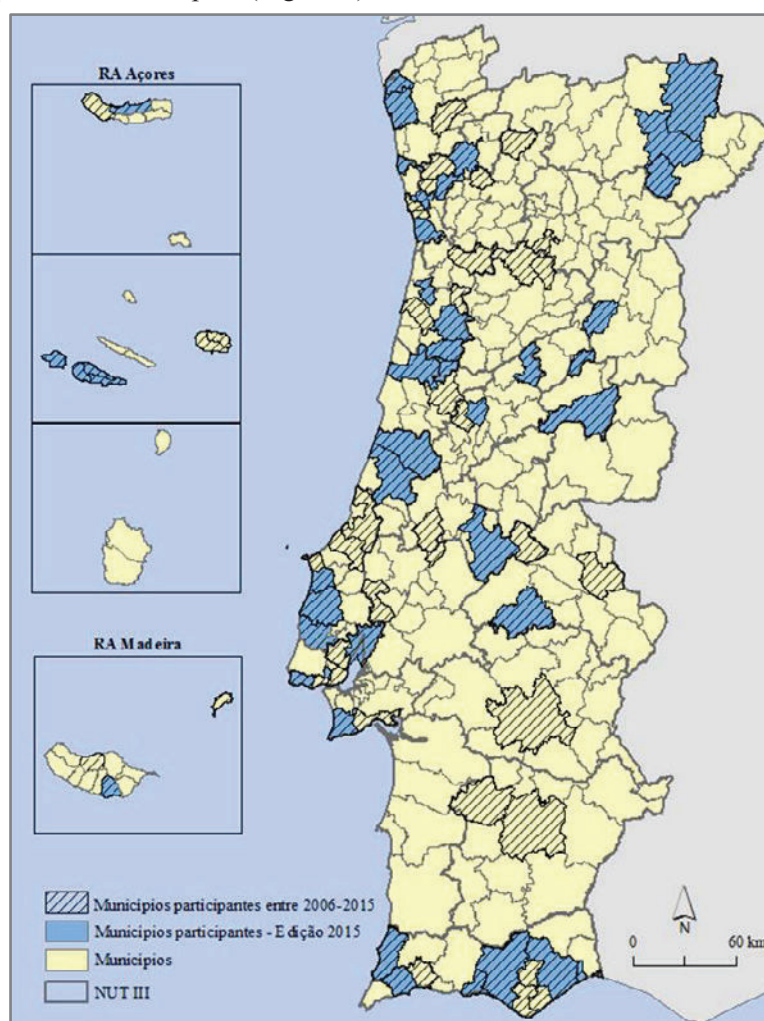 RA Açores
RA Madeira
Municípios participantes entre 2006-2015
Municípios participantes - Edição 2015
Municípios
NUT III
N
0 60 km